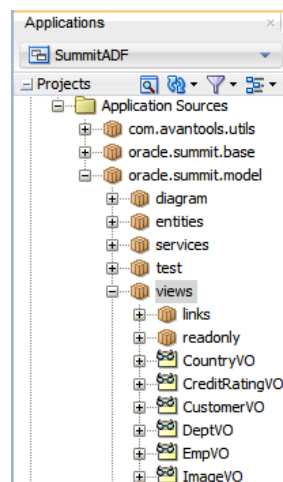 Applications
SummitADF
Projects
Application Sources
com.avantools.utils
oracle.summit.base
oracle.summit.model
diagram
entities
services
test
views
links
readonly
CountryVO
CreditRatingVO
CustomerVO
DeptVO
EmpVO
ImageVO